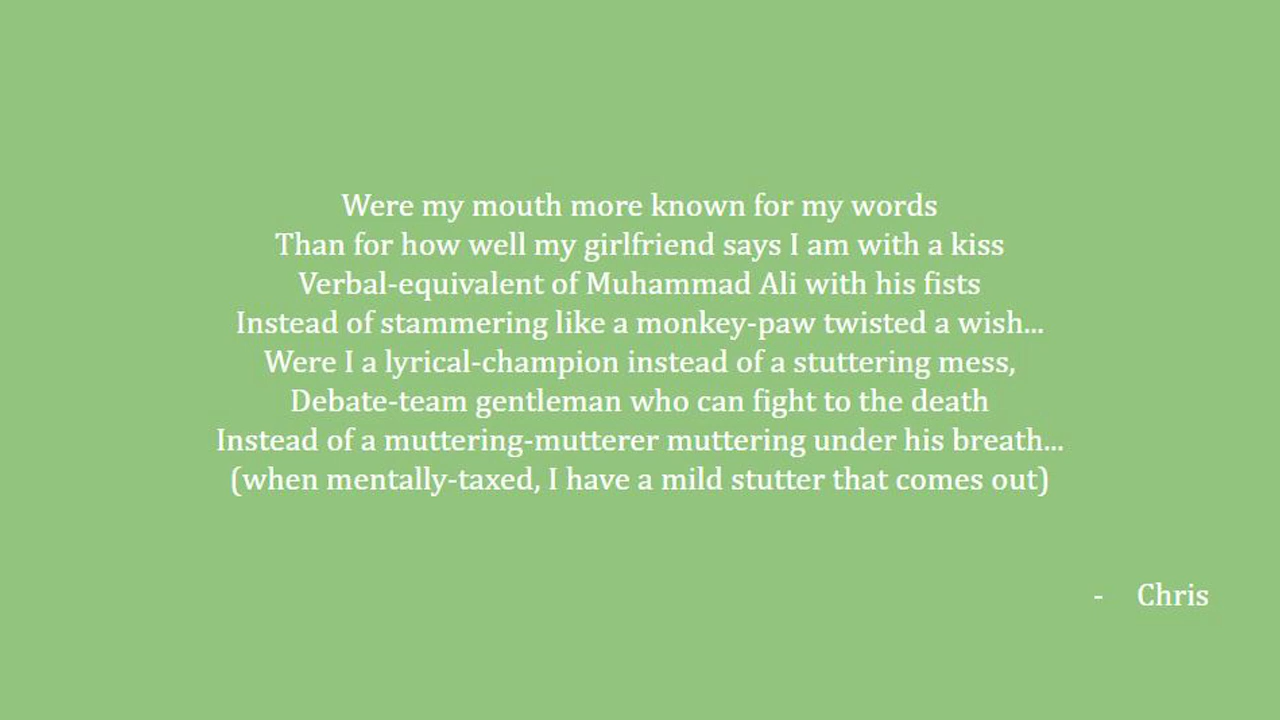 Were my mouth more known for my words
Than for how well my girlfriend says I am with a kiss
Verbal-equivalent of Muhammad Ali with his fists
Instead of stammering like a monkey-paw twisted a wish...
Were I a lyrical-champion instead of a stuttering mess,
Debate-team gentleman who can fight to the death
Instead of a muttering-mutterer muttering under his breath...
(when mentally-taxed, I have a mild stutter that comes out)
- Chris